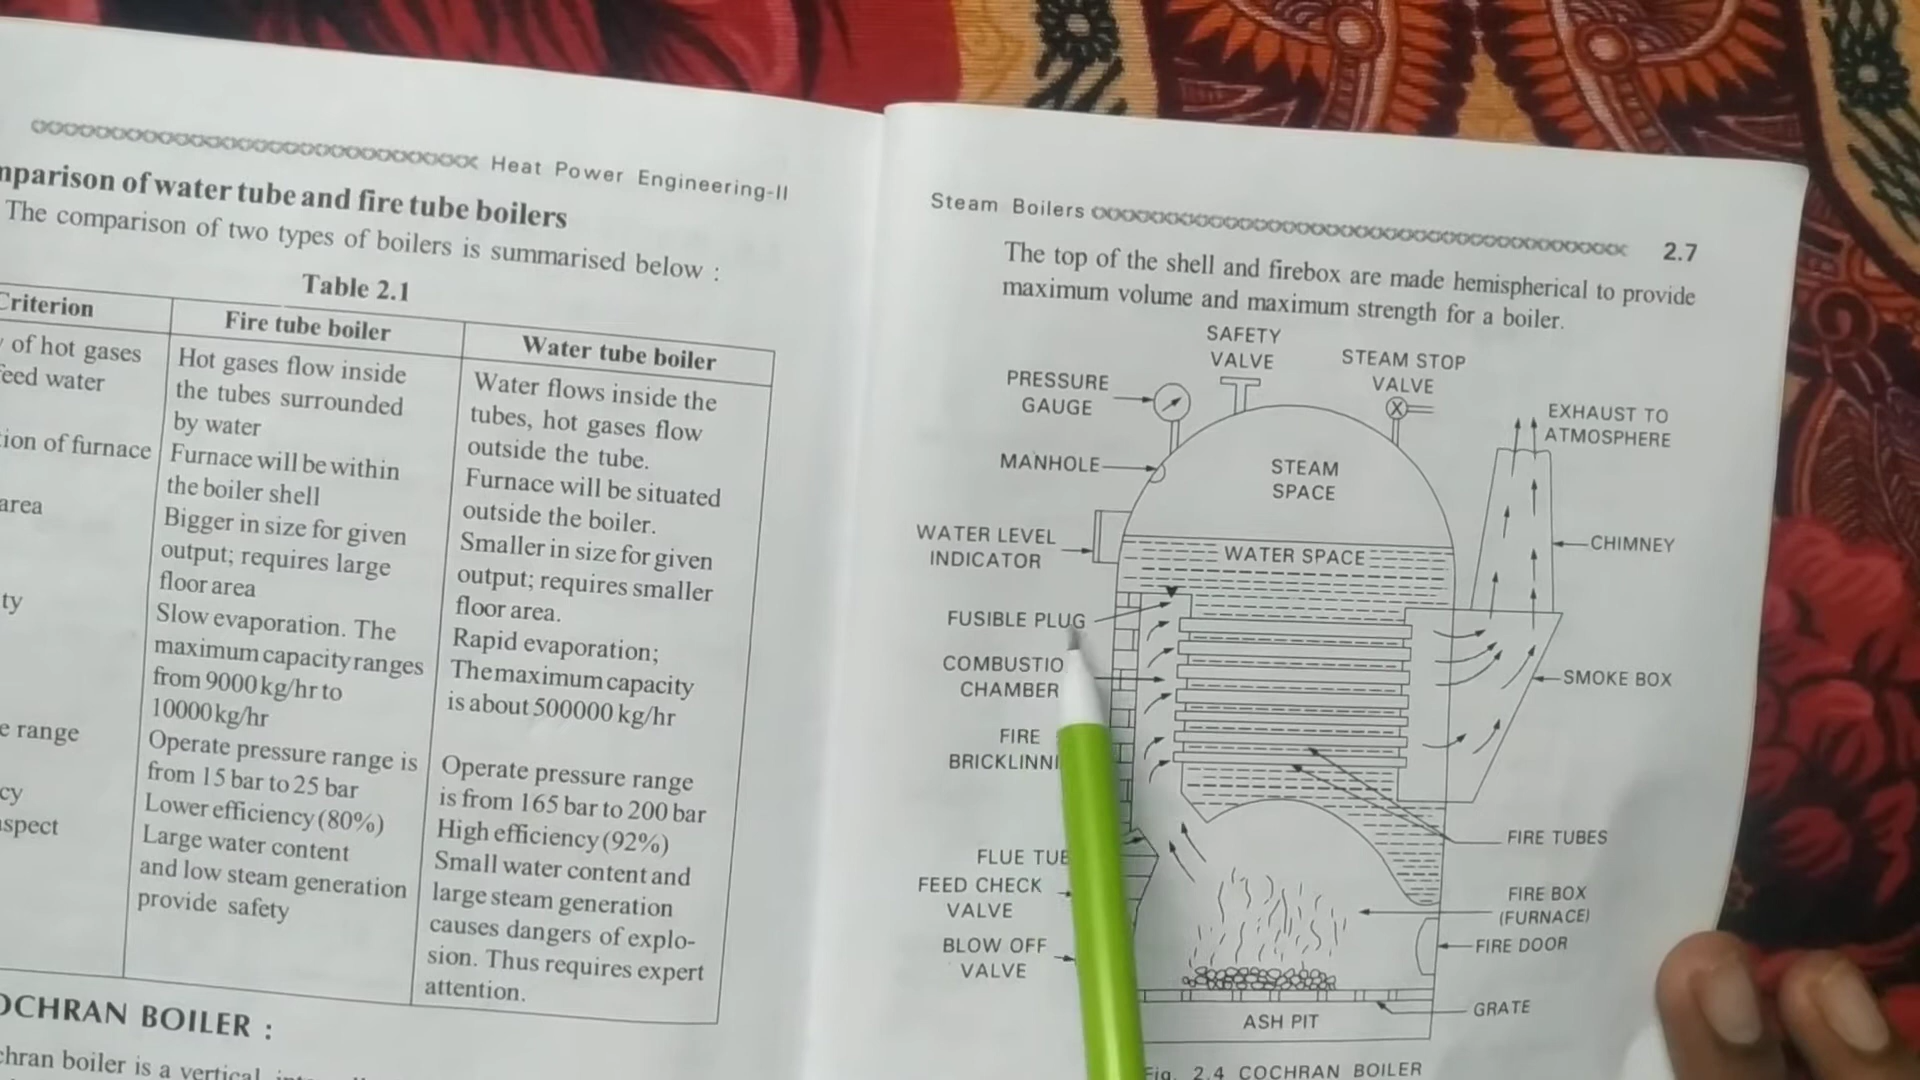 Heat Power Engineering-II
mparison of water tube and fire tube boilers
The comparison of two types of boilers is summarised below :
Table 2.1
Criterion
Fire tube boiler
Water tube boiler
of hot gases
feed water
Hot gases flow inside
the tubes surrounded
by water
Water flows inside the
tubes, hot gases flow
outside the tube.
ion of furnace
Furnace will be within
the boiler shell
Furnace will be situated
outside the boiler.
area
Bigger in size for given
output; requires large
floor area
Smaller in size for given
output; requires smaller
floor area.
ty
Slow evaporation. The
maximum capacity ranges
from 9000 kg/hr to
10000 kg/hr
Rapid evaporation;
The maximum capacity
is about 500000 kg/hr
e range
Operate pressure range is
from 15 bar to 25 bar
Operate pressure range
is from 165 bar to 200 bar
cy
Lower efficiency (80%)
High efficiency (92%)
aspect
Large water content
and low steam generation
provide safety
Small water content and
large steam generation
causes dangers of explo-
sion. Thus requires expert
attention.
OCHRAN BOILER :
chran boiler is a vertical,
Steam Boilers
2.7
The top of the shell and firebox are made hemispherical to provide
maximum volume and maximum strength for a boiler.
SAFETY
VALVE
STEAM STOP
VALVE
PRESSURE
GAUGE
EXHAUST TO
ATMOSPHERE
MANHOLE
STEAM
SPACE
WATER LEVEL
INDICATOR
WATER SPACE
CHIMNEY
FUSIBLE PLUG
COMBUSTIO
CHAMBER
SMOKE BOX
FIRE
BRICKLINNI
FIRE TUBES
FLUE TUB
FEED CHECK
VALVE
FIRE BOX
(FURNACE)
BLOW OFF
VALVE
FIRE DOOR
GRATE
ASH PIT
Fig. 2.4 COCHRAN BOILER